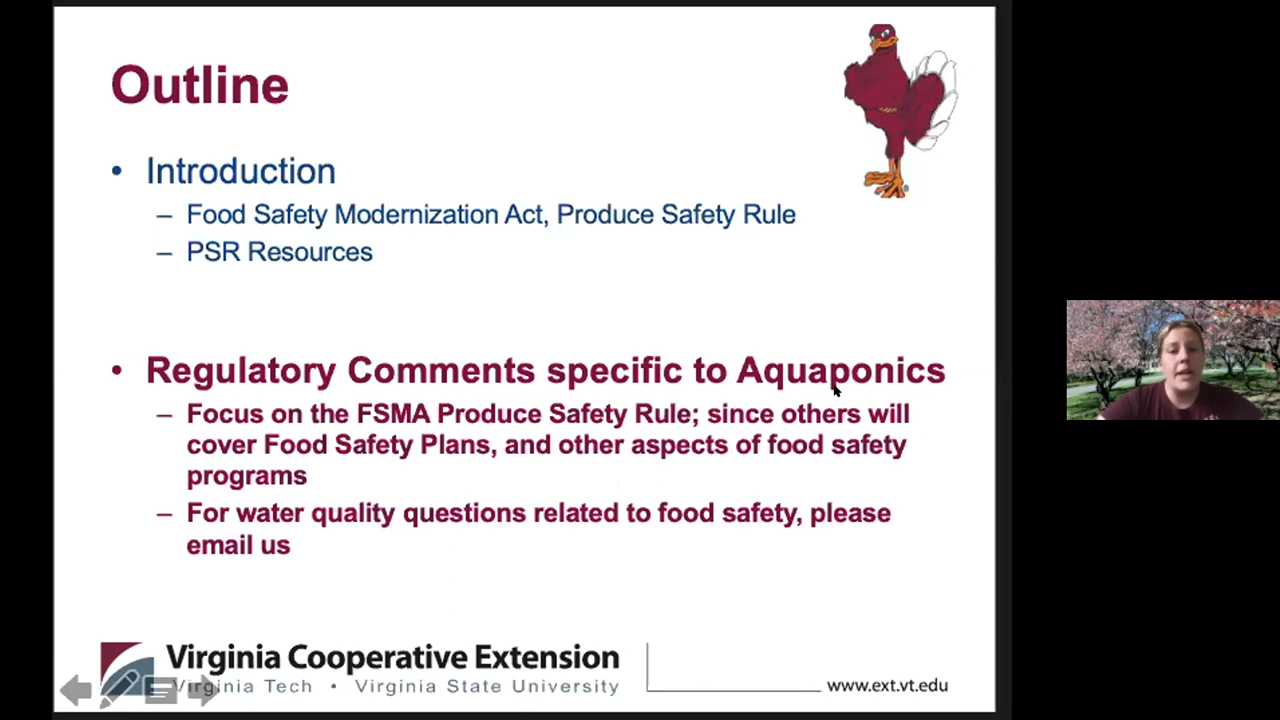 Outline
• Introduction
– Food Safety Modernization Act, Produce Safety Rule
– PSR Resources
• Regulatory Comments specific to Aquaponics
– Focus on the FSMA Produce Safety Rule; since others will
cover Food Safety Plans, and other aspects of food safety
programs
– For water quality questions related to food safety, please
email us
Virginia Cooperative Extension
Virginia Tech • Virginia State University
www.ext.vt.edu